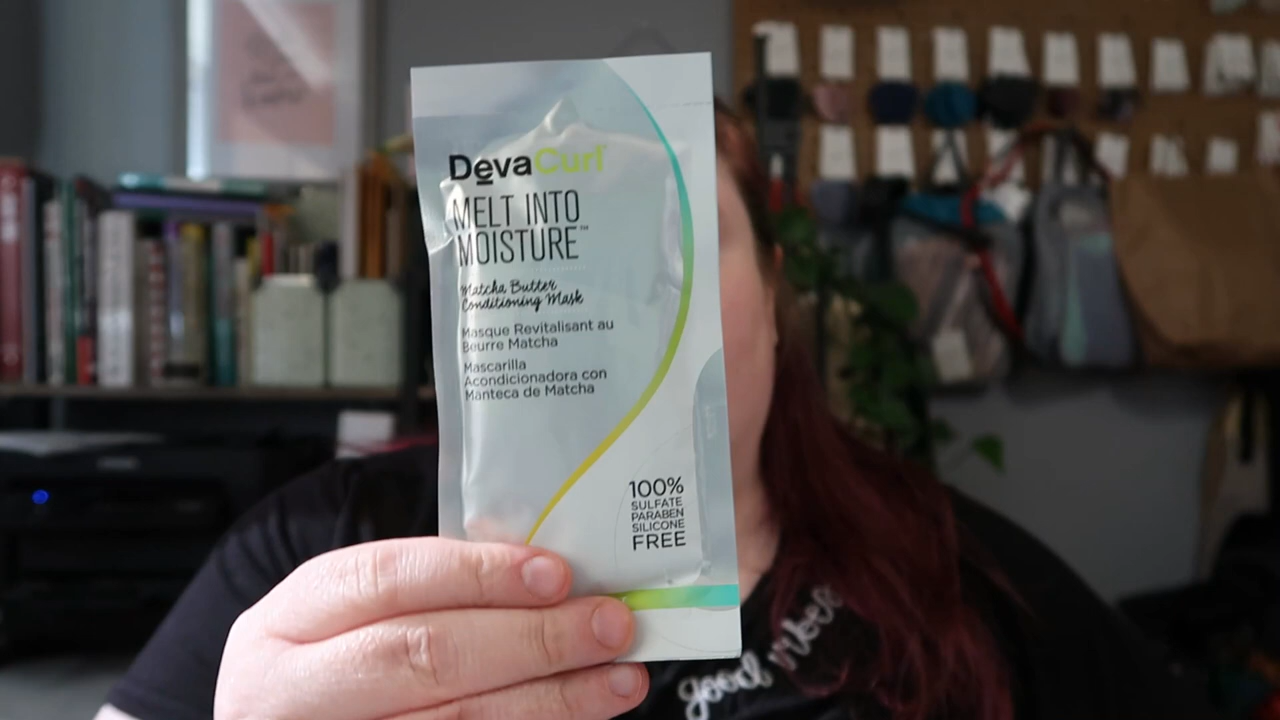 DevaCurl
MELT INTO
MOISTURE™
Matcha Butter
Conditioning Mask
Masque Revitalisant au
Beurre Matcha
Mascarilla
Acondicionadora con
Manteca de Matcha
100%
SULFATE
PARABEN
SILICONE
FREE
good vibes